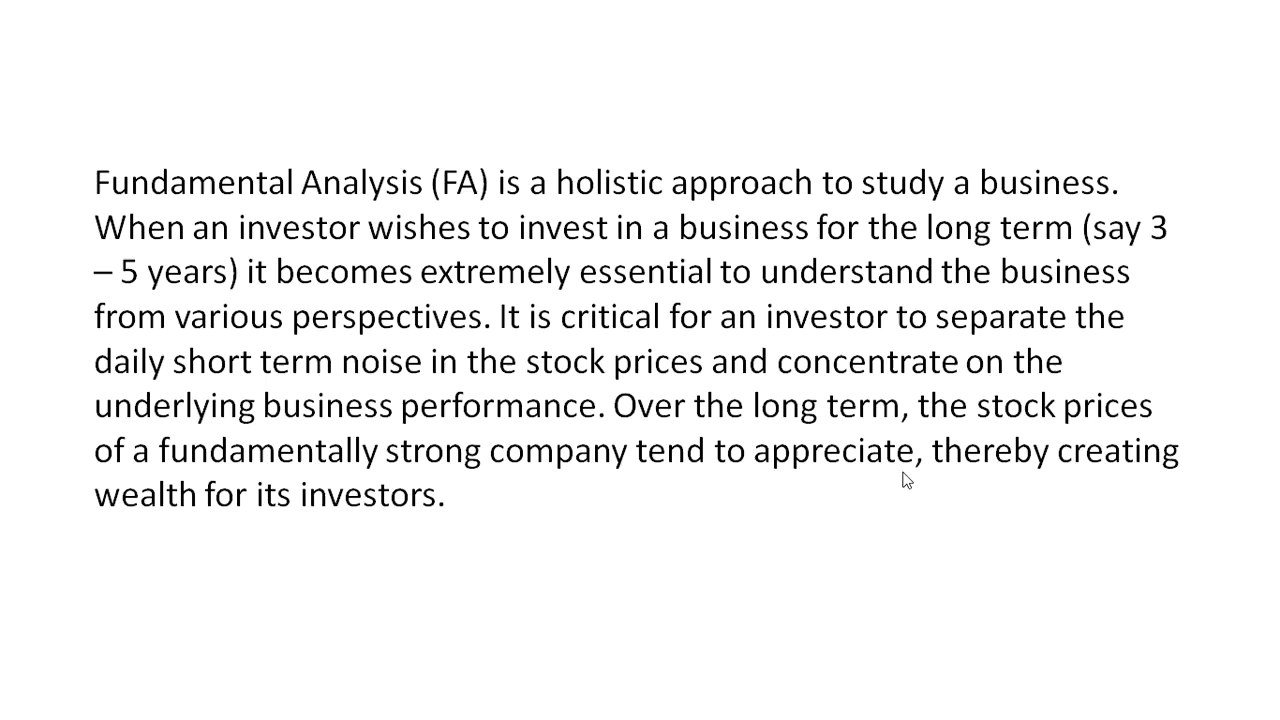 Fundamental Analysis (FA) is a holistic approach to study a business.
When an investor wishes to invest in a business for the long term (say 3
– 5 years) it becomes extremely essential to understand the business
from various perspectives. It is critical for an investor to separate the
daily short term noise in the stock prices and concentrate on the
underlying business performance. Over the long term, the stock prices
of a fundamentally strong company tend to appreciate, thereby creating
wealth for its investors.